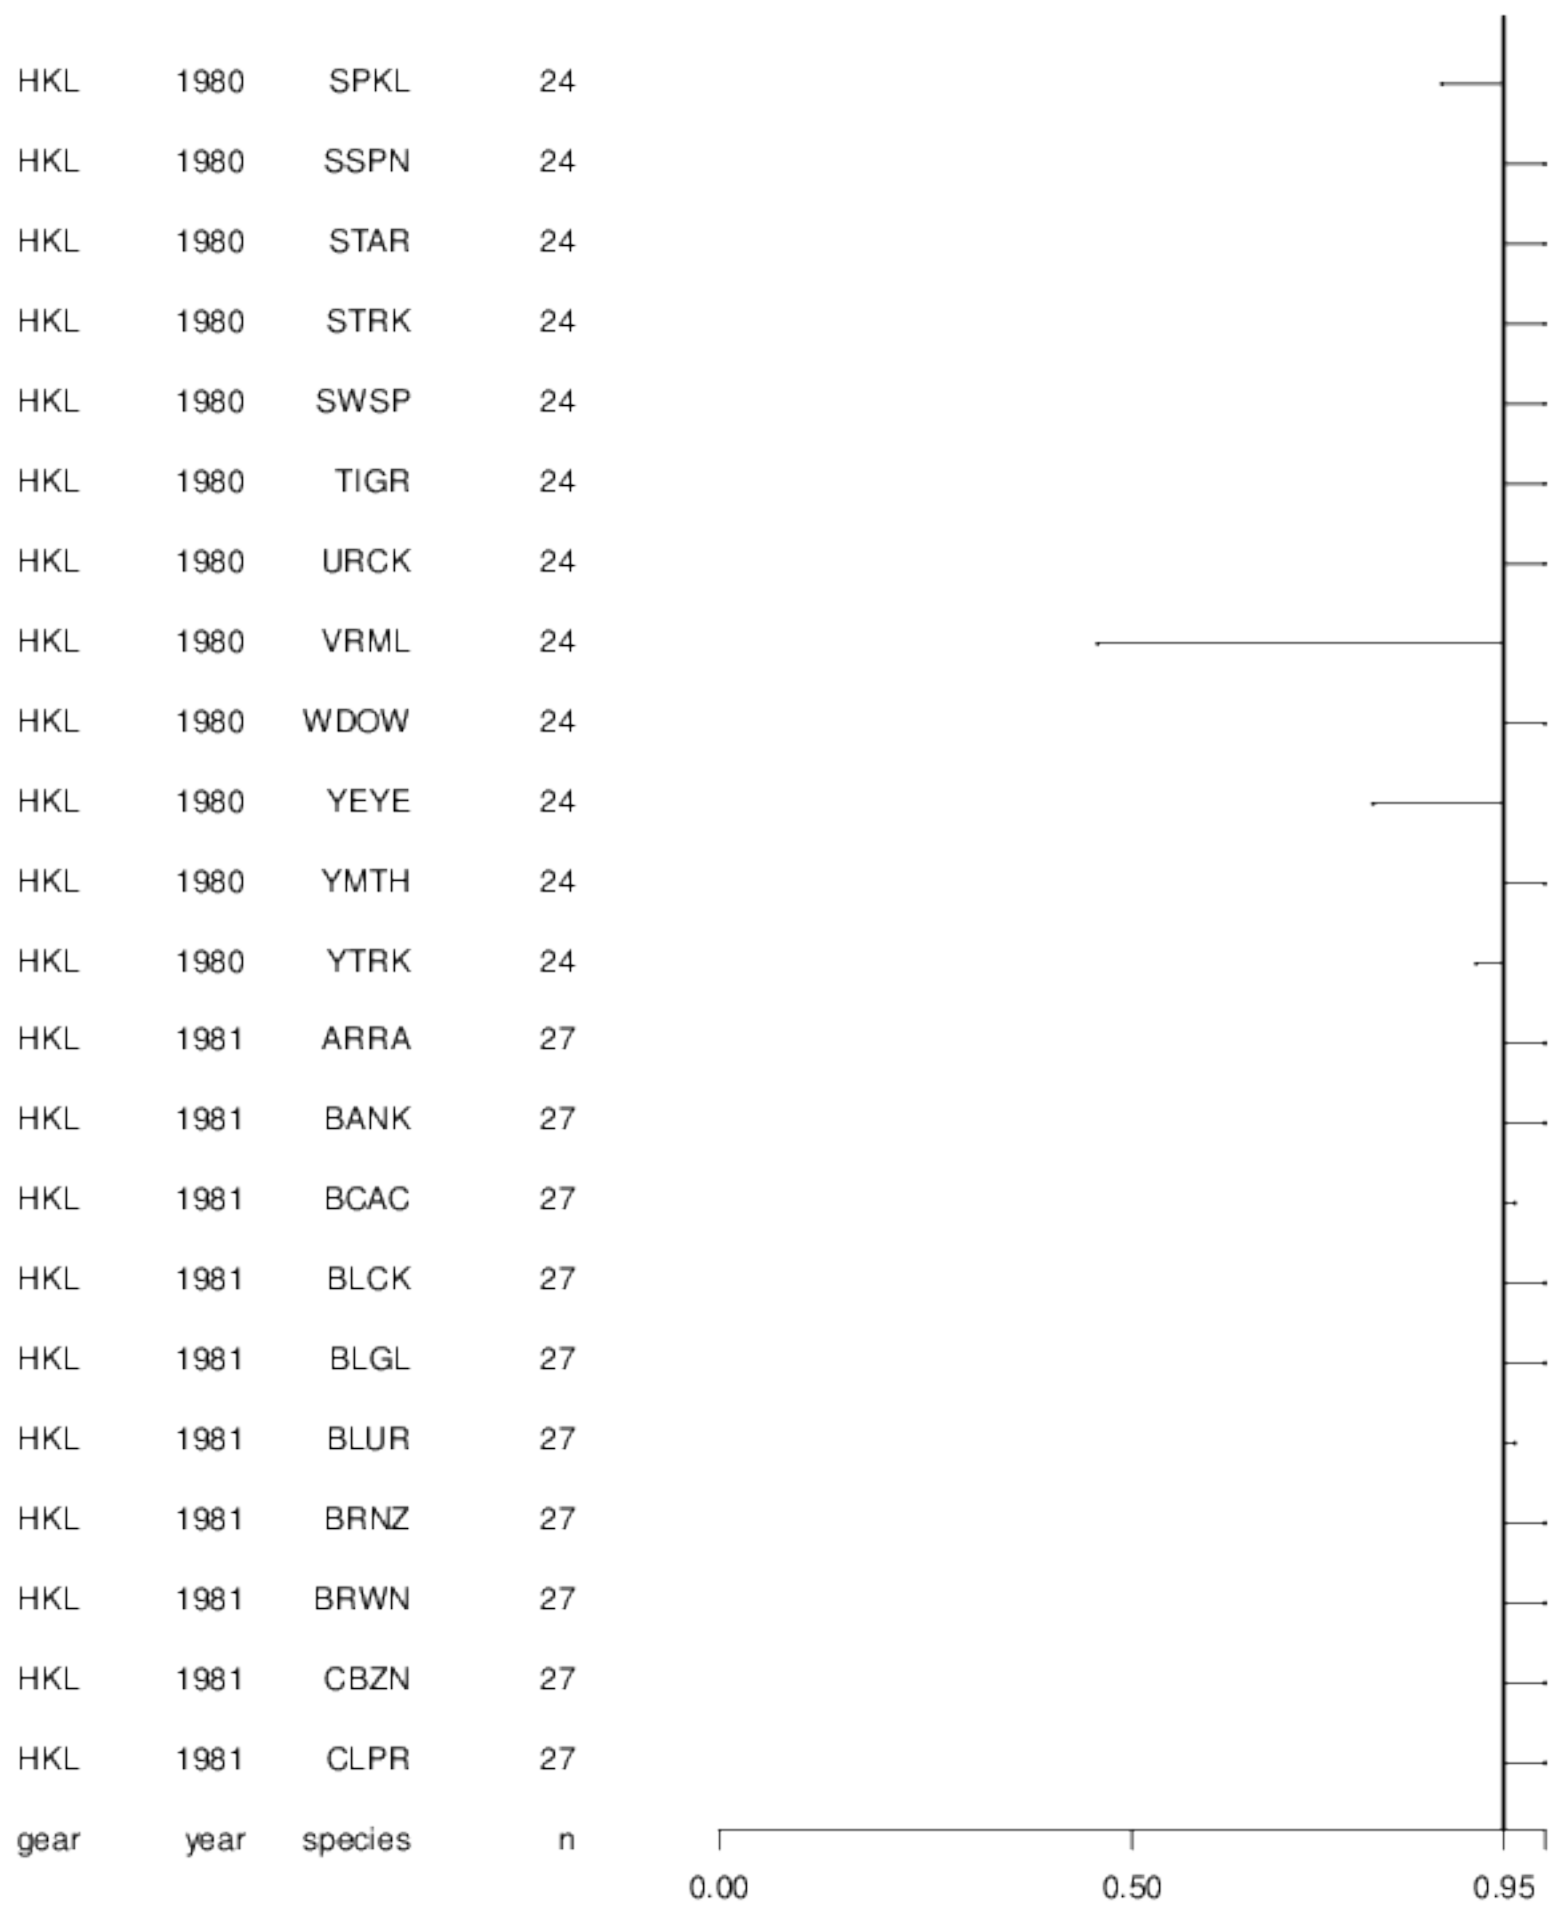 HKL 1980 SPKL 24
HKL 1980 SSPN 24
HKL 1980 STAR 24
HKL 1980 STRK 24
HKL 1980 SWSP 24
HKL 1980 TIGR 24
HKL 1980 URCK 24
HKL 1980 VRML 24
HKL 1980 WDOW 24
HKL 1980 YEYE 24
HKL 1980 YMTH 24
HKL 1980 YTRK 24
HKL 1981 ARRA 27
HKL 1981 BANK 27
HKL 1981 BCAC 27
HKL 1981 BLCK 27
HKL 1981 BLGL 27
HKL 1981 BLUR 27
HKL 1981 BRNZ 27
HKL 1981 BRWN 27
HKL 1981 CBZN 27
HKL 1981 CLPR 27
gear year species n
0.00 0.50 0.95